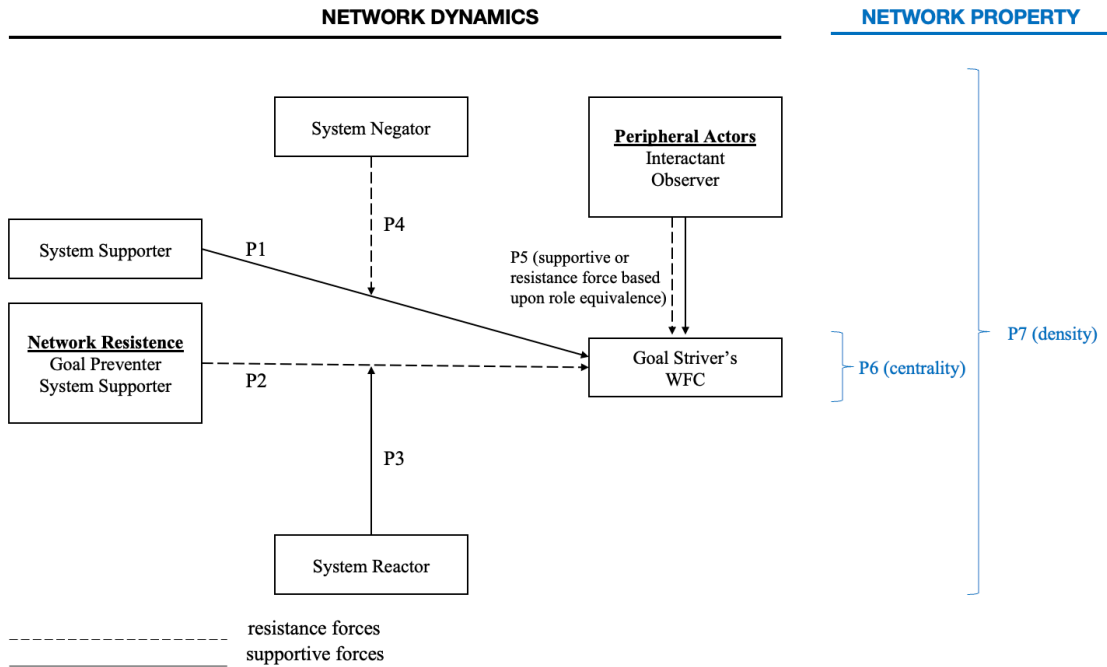 NETWORK DYNAMICS
NETWORK PROPERTY
System Negator
Peripheral Actors
Interactant
Observer
P4
System Supporter
P1
P5 (supportive or
resistance force based
upon role equivalence)
Network Resistence
Goal Preventer
System Supporter
P2
Goal Striver's
WFC
P6 (centrality)
P7 (density)
P3
System Reactor
resistance forces
supportive forces